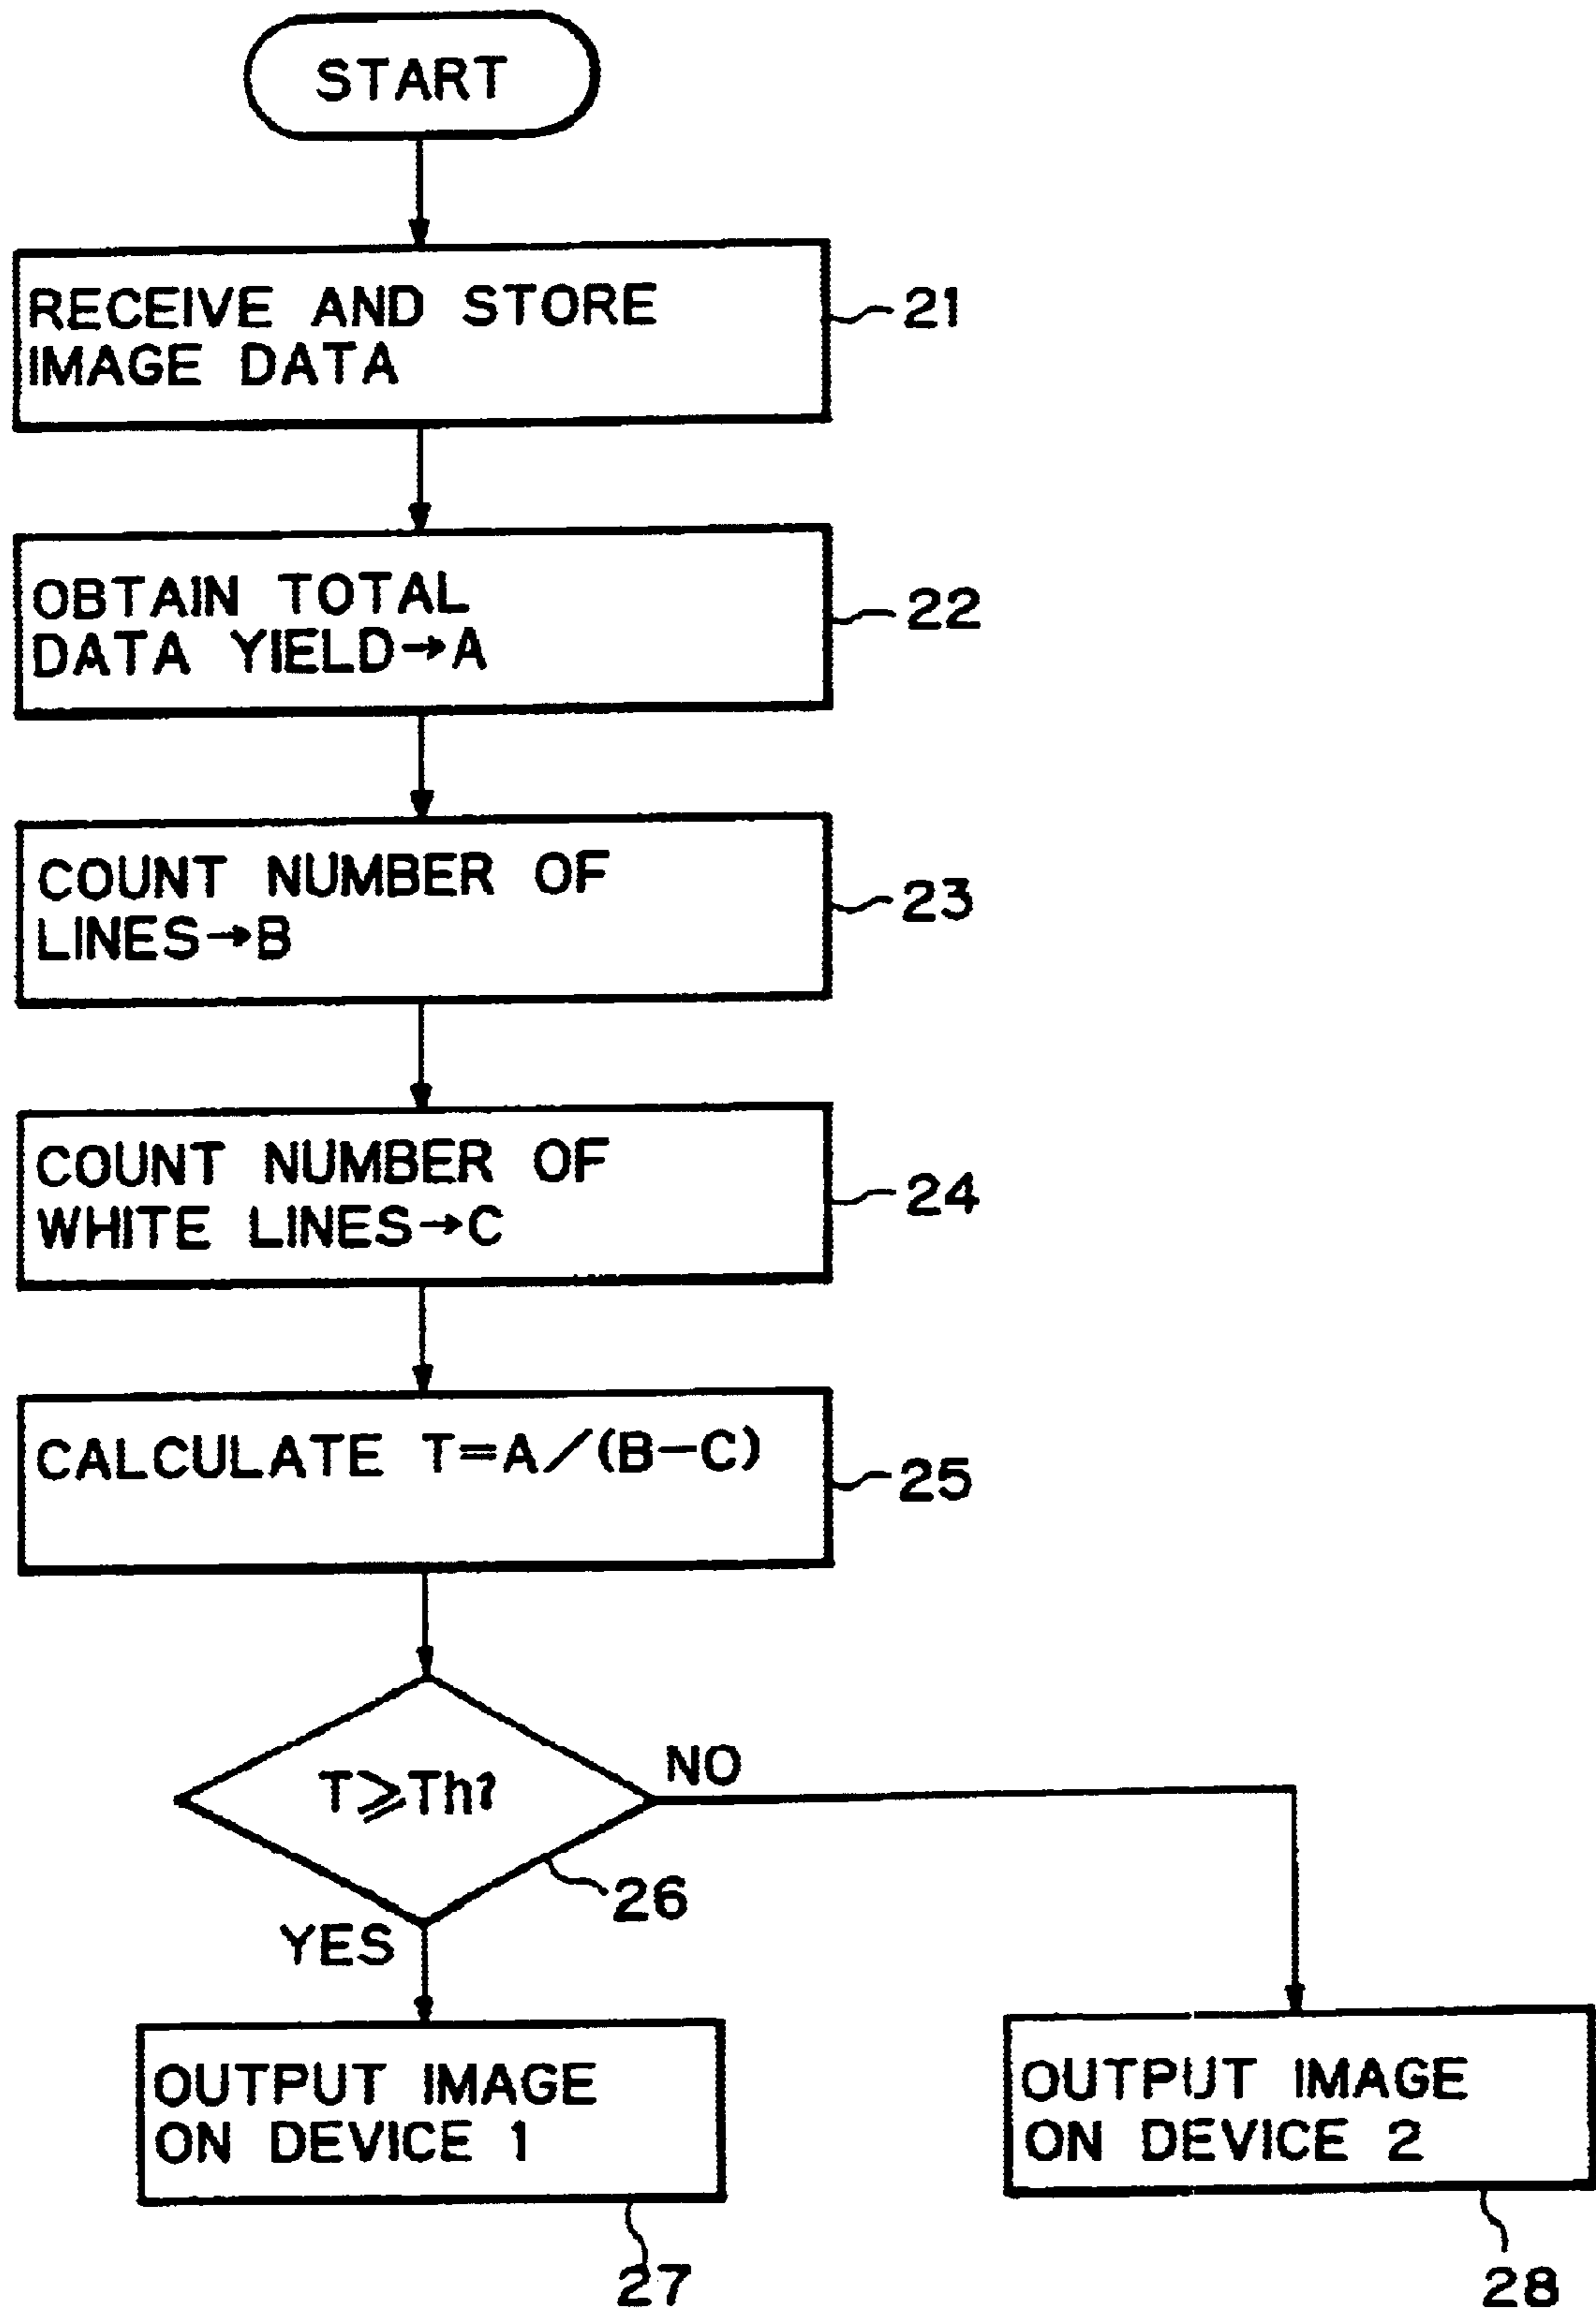 START
RECEIVE AND STORE
IMAGE DATA
21
OBTAIN TOTAL
DATA YIELD→A
22
COUNT NUMBER OF
LINES→B
23
COUNT NUMBER OF
WHITE LINES→C
24
CALCULATE T=A/(B-C)
25
T⩾Th?
NO
26
YES
OUTPUT IMAGE
ON DEVICE 1
27
OUTPUT IMAGE
ON DEVICE 2
28